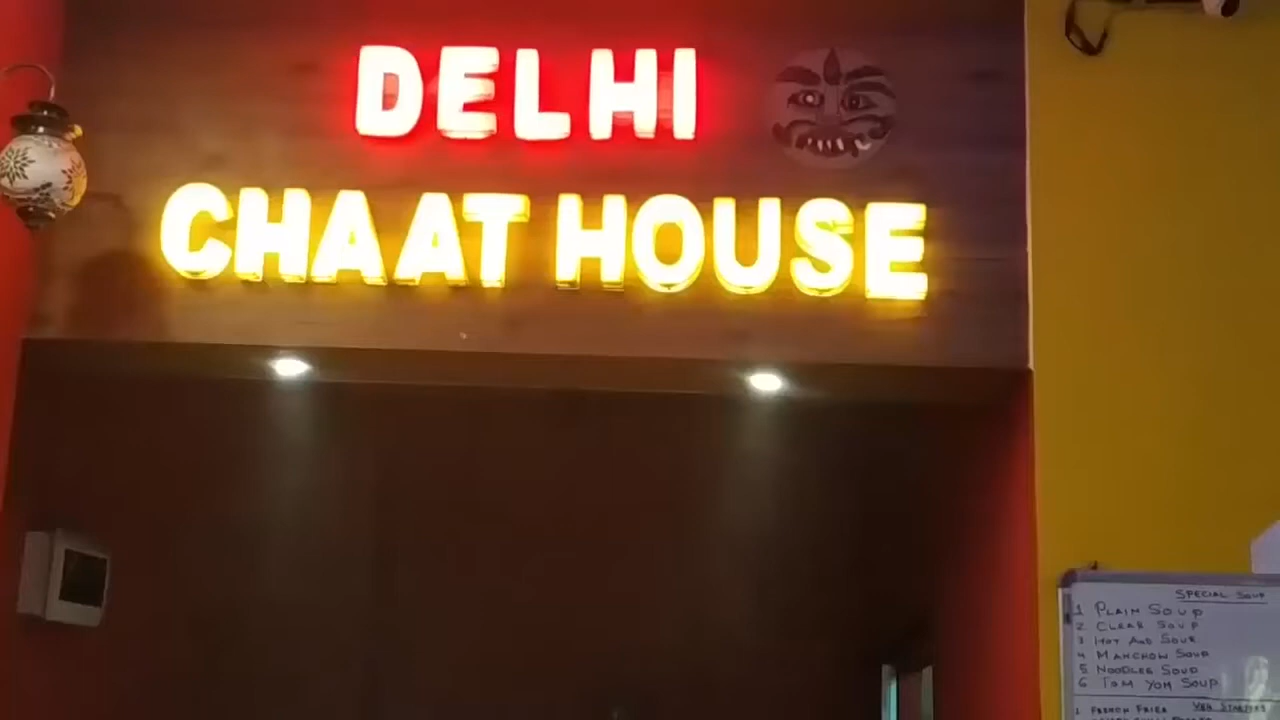 DELHI
CHAAT HOUSE
SPECIAL SOUP
1 PLAIN SOUP
2 CLEAR SOUP
3 HOT AND SOUR
4 MANCHOW SOUP
5 NOODLES SOUP
6 TOM YOM SOUP
VEG STARTERS
1 FRENCH FRIES